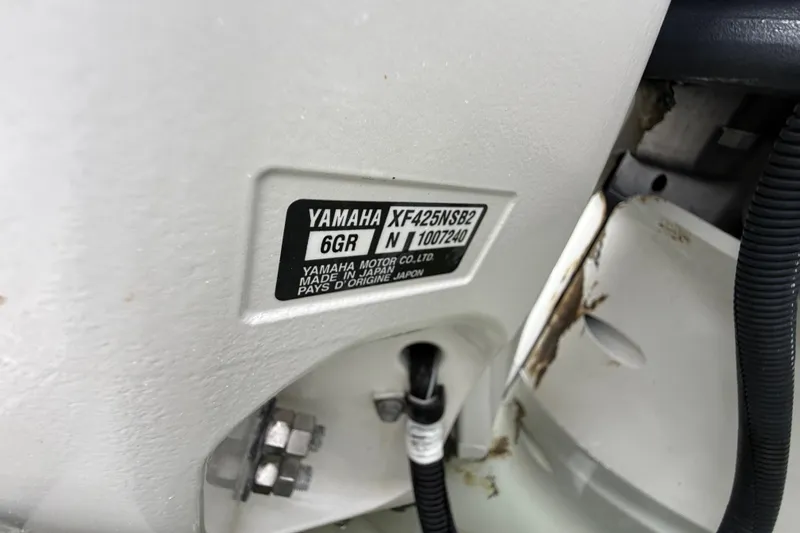 YAMAHA XF425NSB2
6GR N 1007240
YAMAHA MOTOR CO.,LTD.
MADE IN JAPAN
PAYS D'ORIGINE JAPON